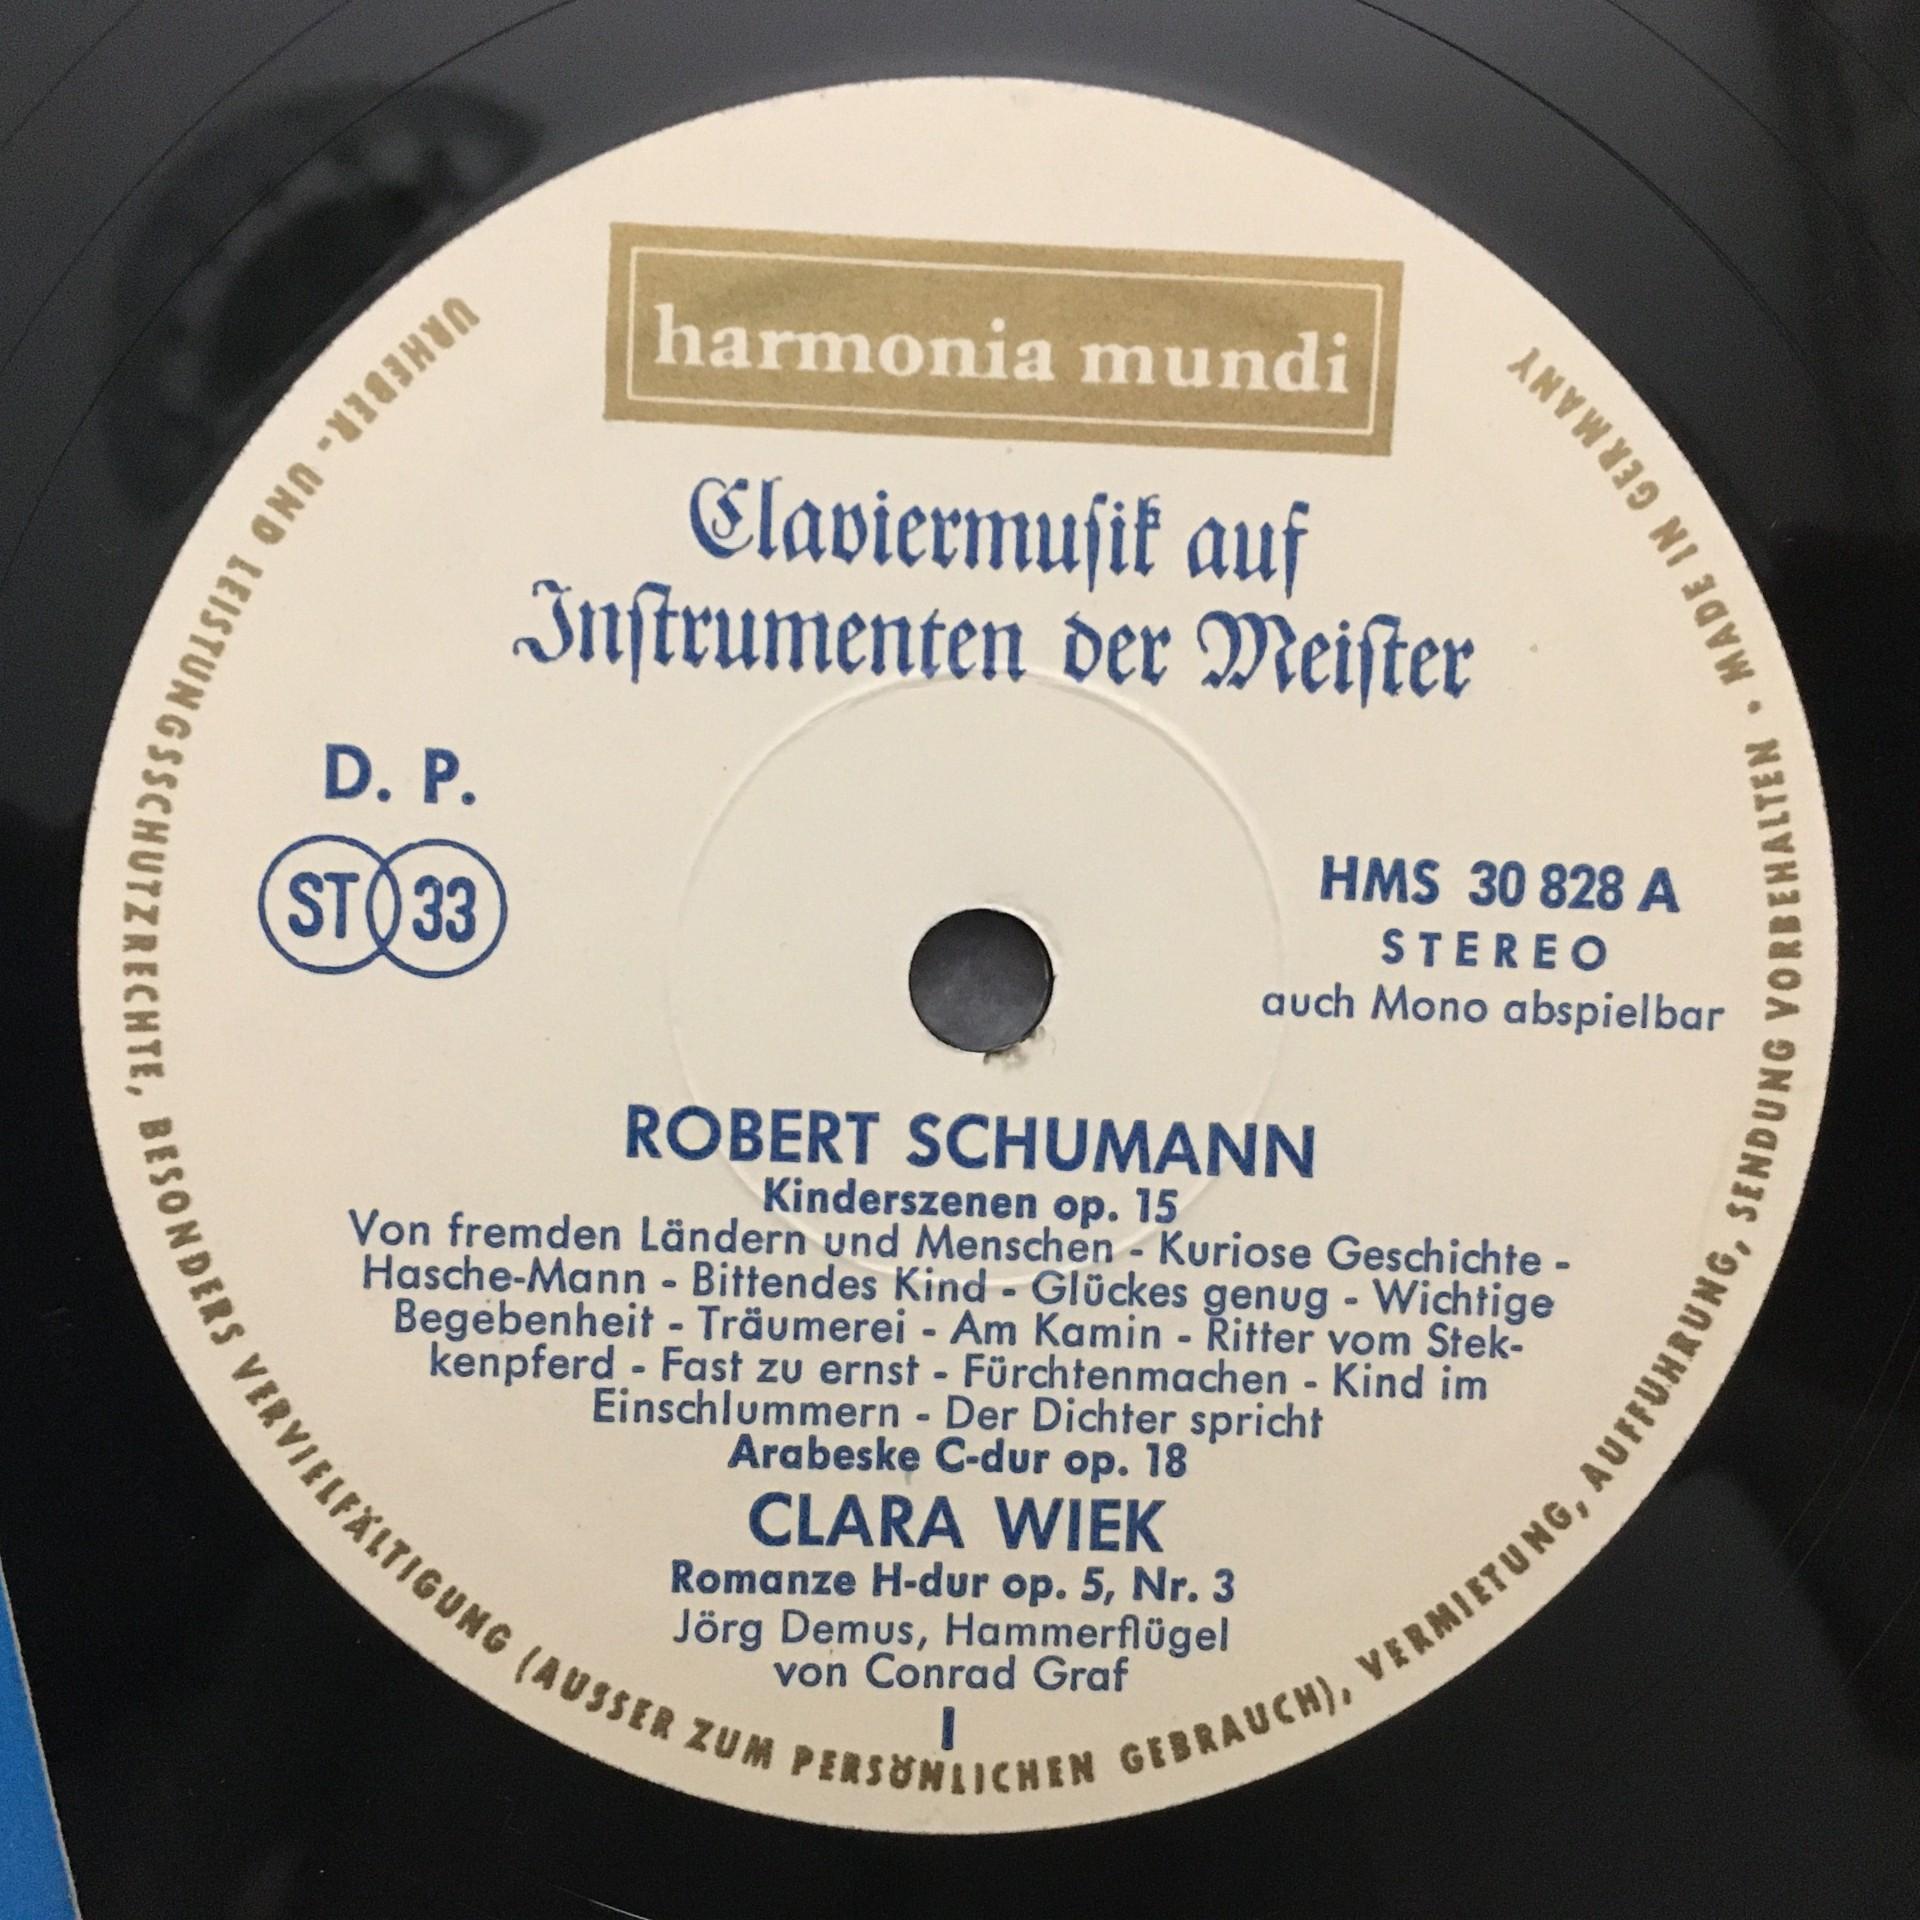 harmonia mundi
Claviermusik auf
Instrumenten der Meister
D. P.
ST 33
HMS 30 828 A
STEREO
auch Mono abspielbar
ROBERT SCHUMANN
Kinderszenen op. 15
Von fremden Ländern und Menschen - Kuriose Geschichte -
Hasche-Mann - Bittendes Kind - Glückes genug - Wichtige
Begebenheit - Träumerei - Am Kamin - Ritter vom Stek-
kenpferd - Fast zu ernst - Fürchtenmachen - Kind im
Einschlummern - Der Dichter spricht
Arabeske C-dur op. 18
CLARA WIEK
Romanze H-dur op. 5, Nr. 3
Jörg Demus, Hammerflügel
von Conrad Graf
I
URHEBER- UND LEISTUNGSSCHUTZRECHTE, BESONDERS VERVIELFÄLTIGUNG (AUSSER ZUM PERSÖNLICHEN GEBRAUCH), VERMIETUNG, AUFFÜHRUNG, SENDUNG VORBEHALTEN • MADE IN GERMANY